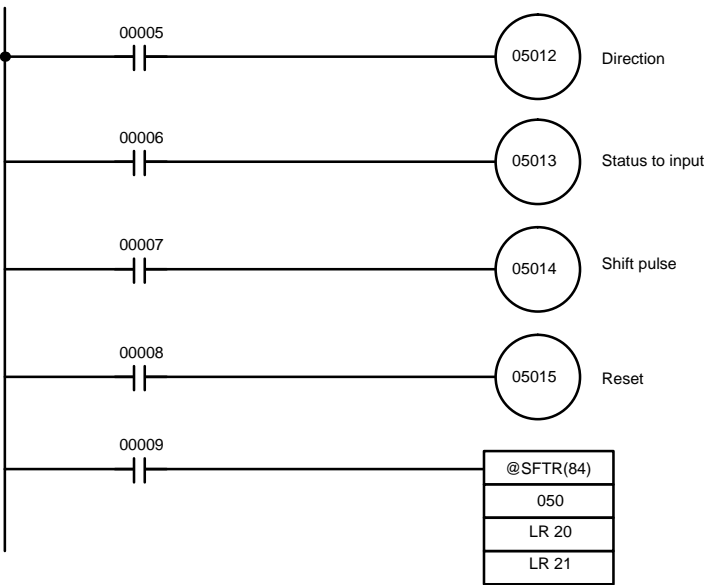 00005
05012 Direction
00006
05013 Status to input
00007
05014 Shift pulse
00008
05015 Reset
00009
@SFTR(84)
050
LR 20
LR 21